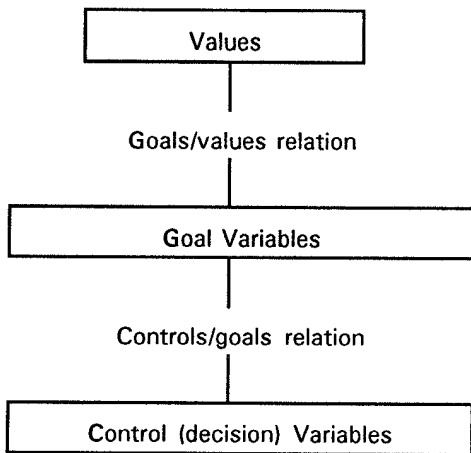 Values
Goals/values relation
Goal Variables
Controls/goals relation
Control (decision) Variables